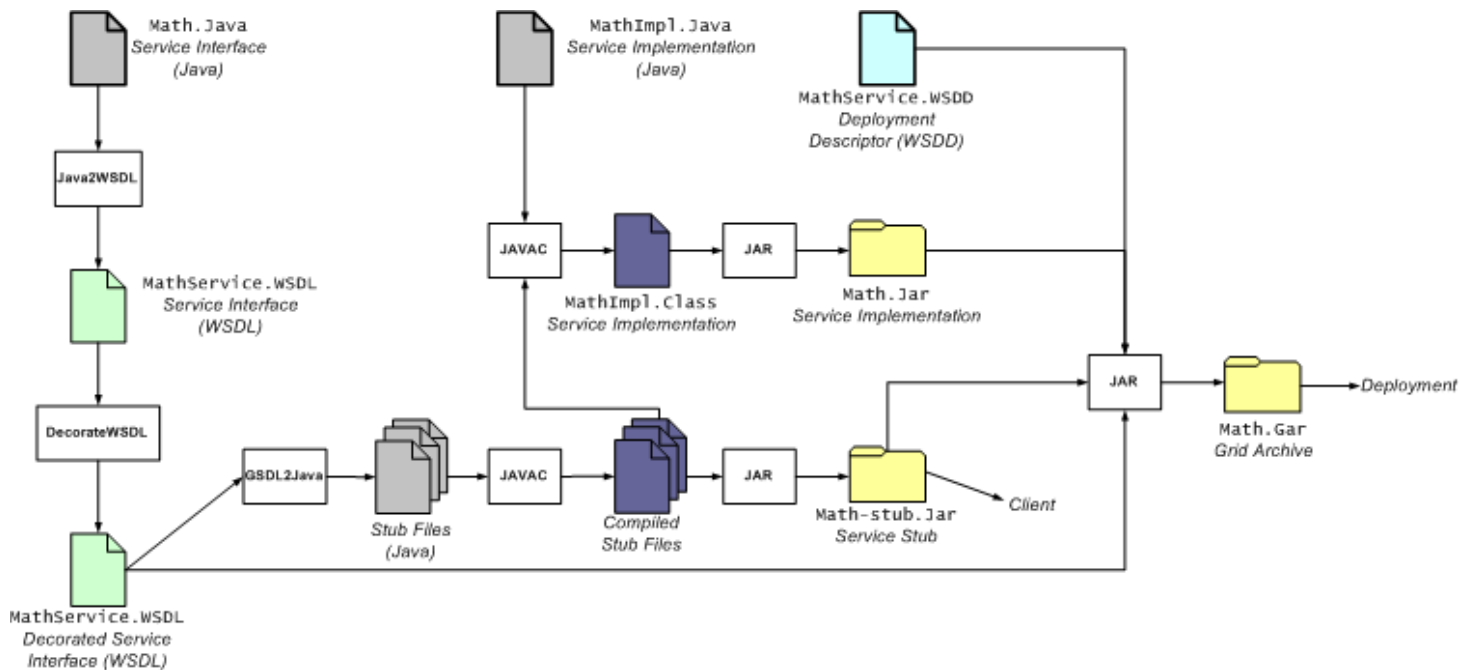 Math.Java
Service Interface
(Java)
MathImpl.Java
Service Implementation
(Java)
MathService.WSDD
Deployment
Descriptor (WSDD)
Java2WSDL
MathService.WSDL
Service Interface
(WSDL)
JAVAC
MathImpl.Class
Service Implementation
JAR
Math.Jar
Service Implementation
JAR
Math.Gar
Grid Archive
Deployment
DecorateWSDL
GSDL2Java
Stub Files
(Java)
JAVAC
Compiled
Stub Files
JAR
Math-stub.Jar
Service Stub
Client
MathService.WSDL
Decorated Service
Interface (WSDL)